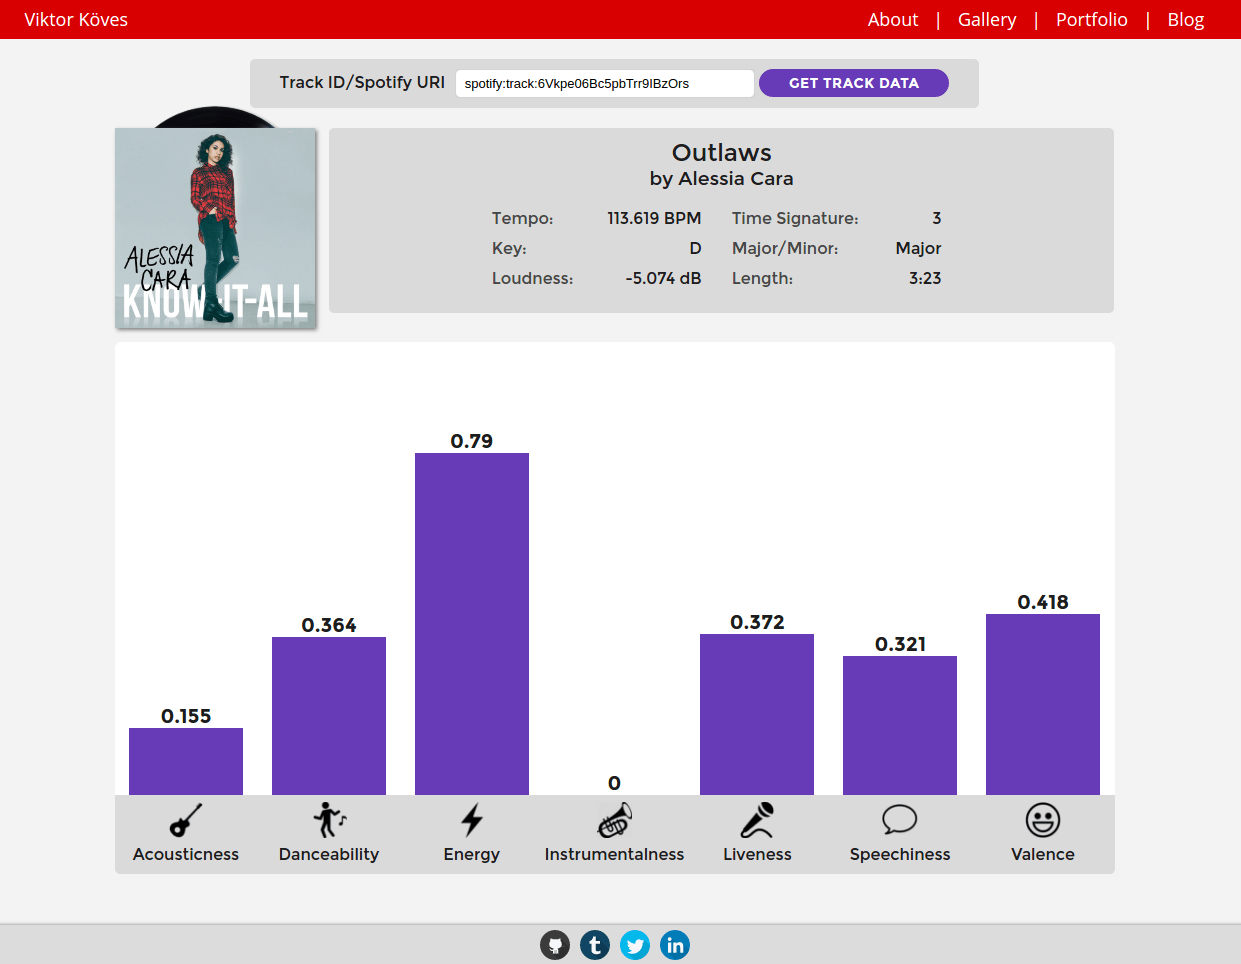 Viktor Köves
About | Gallery | Portfolio | Blog
Track ID/Spotify URI spotify:track:6Vkpe06Bc5pbTrr9IBzOrs GET TRACK DATA
ALESSIA
CARA
KNOW-IT-ALL
Outlaws
by Alessia Cara
Tempo: 113.619 BPM Time Signature: 3
Key: D Major/Minor: Major
Loudness: -5.074 dB Length: 3:23
0.155 0.364 0.79 0 0.372 0.321 0.418
Acousticness Danceability Energy Instrumentalness Liveness Speechiness Valence
t in